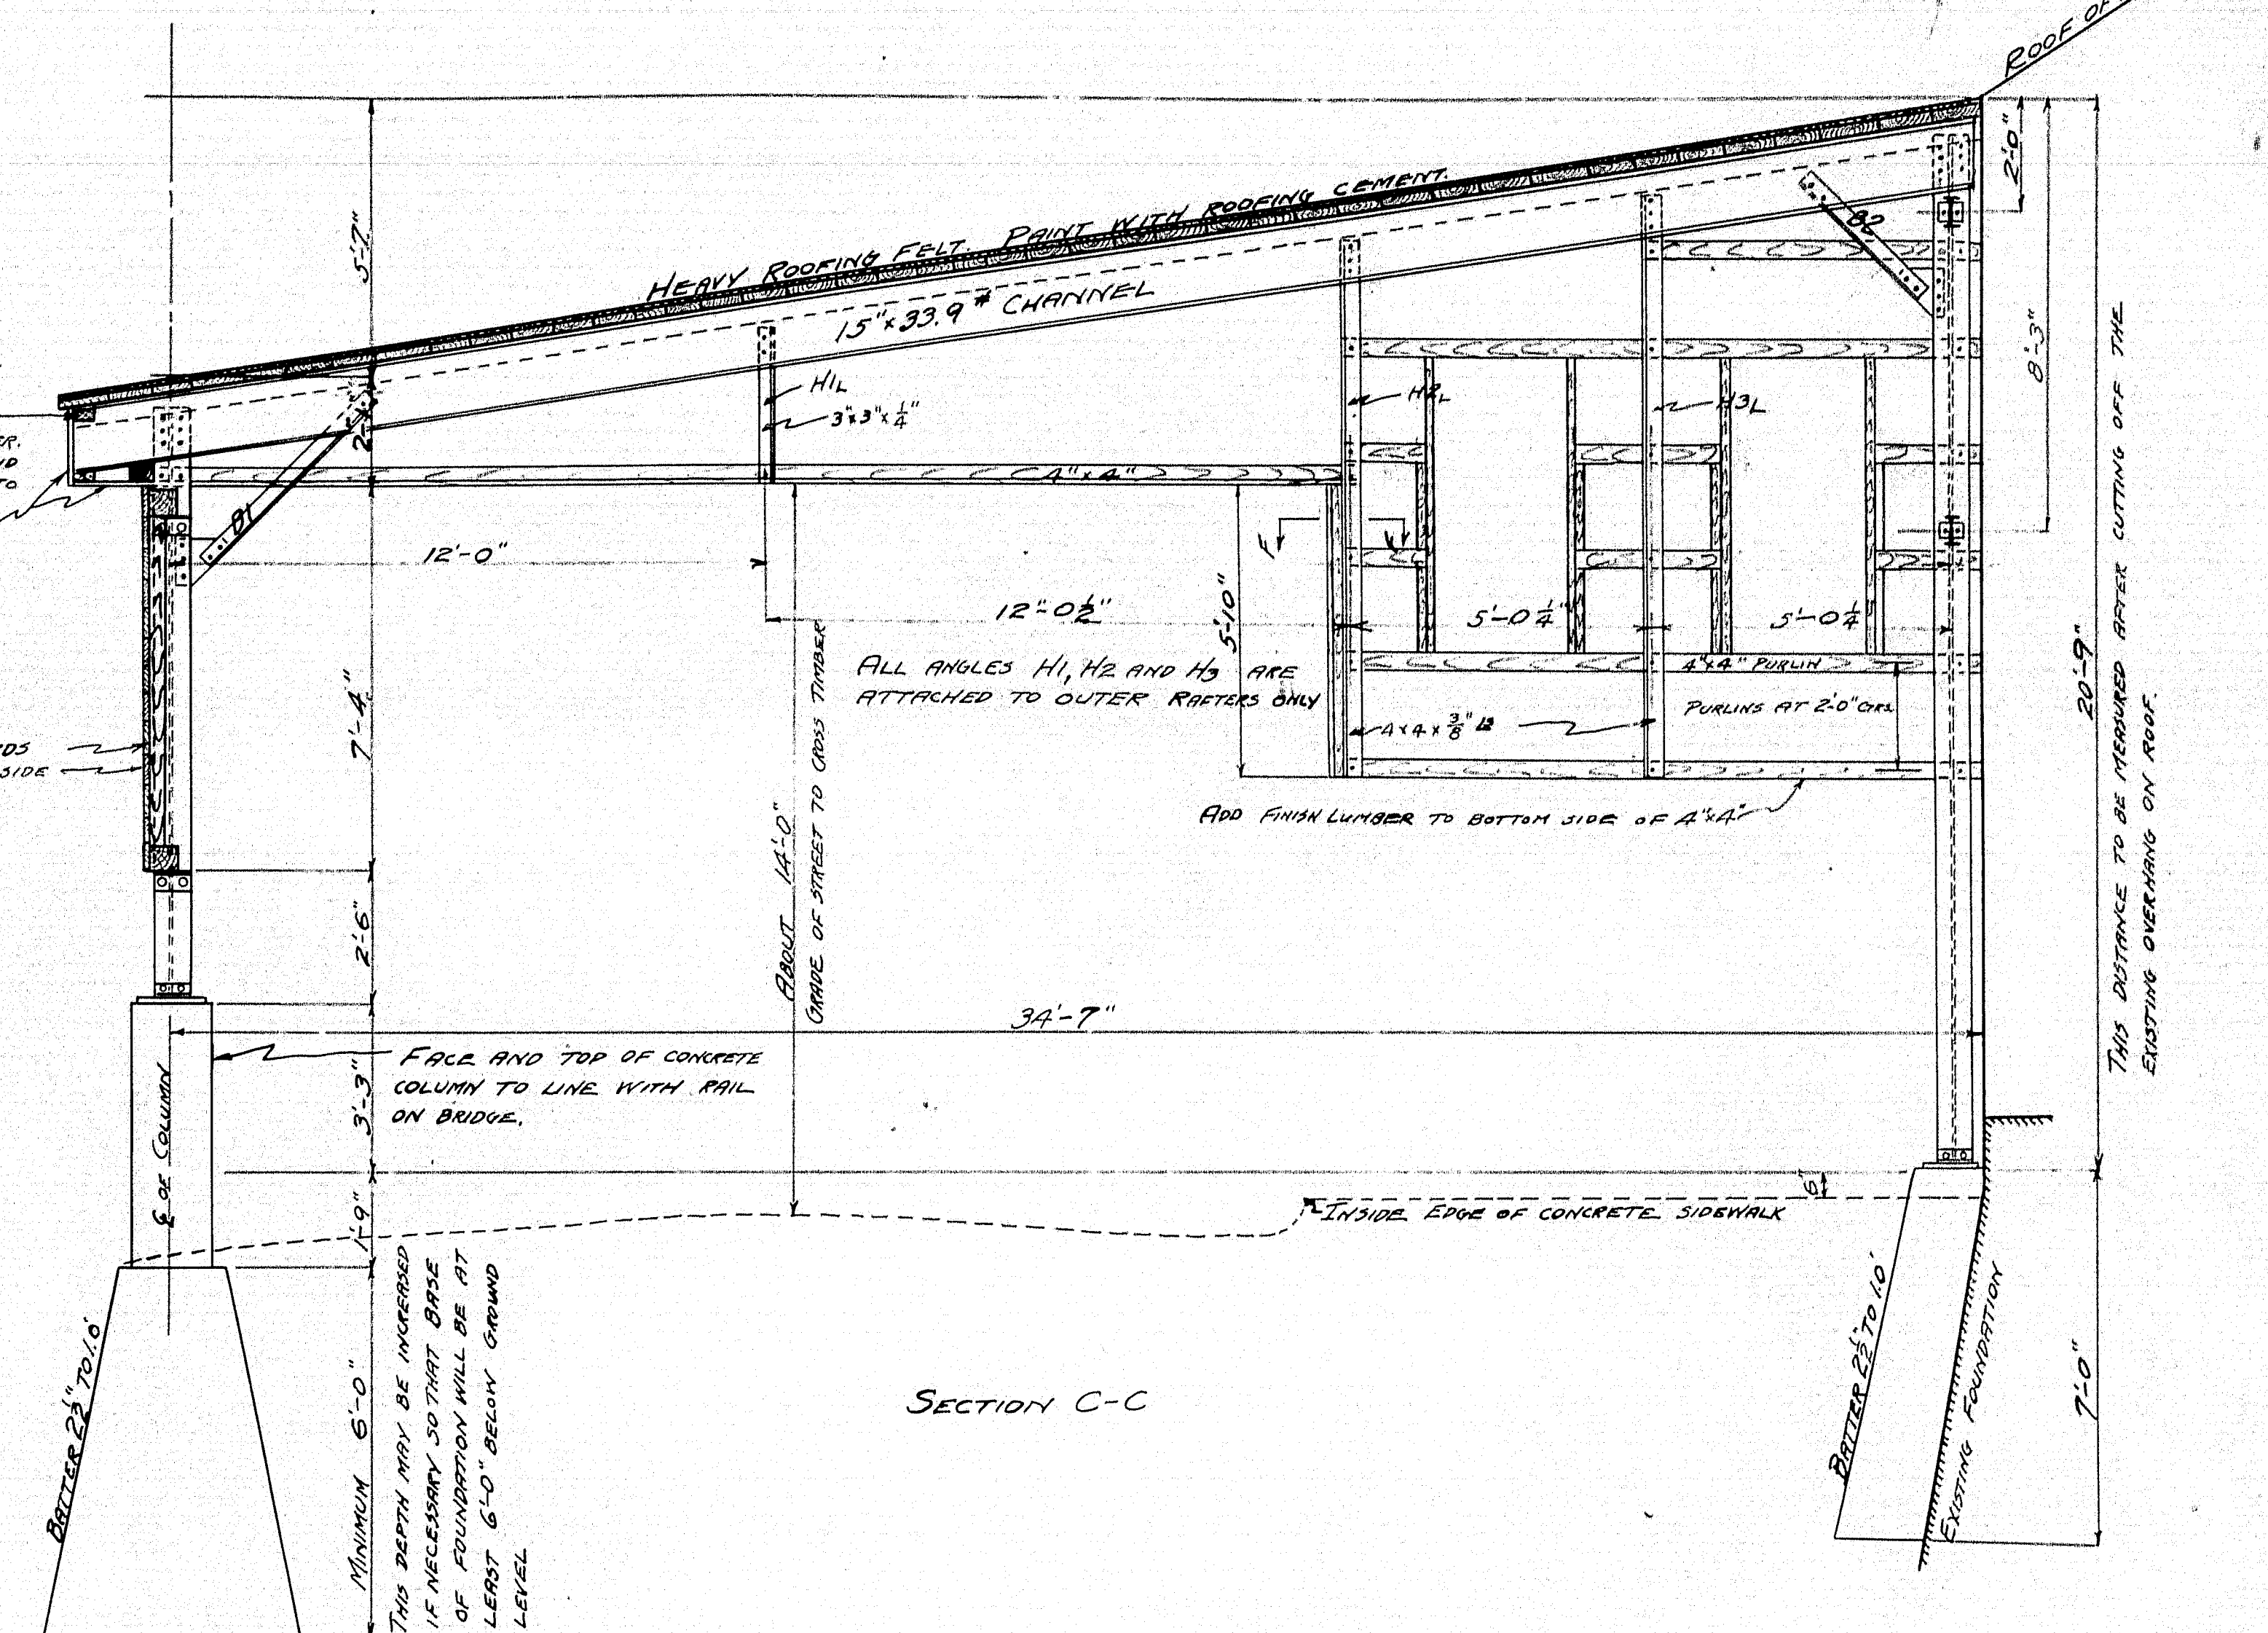 ROOF OF
5'-7"
HEAVY ROOFING FELT. PAINT WITH ROOFING CEMENT.
15" x 33.9 # CHANNEL
2'-0"
B2
8'-3"
H1L
3"x3"x1/4"
H2L
H3L
ER.
TO
4"x4"
B1
12'-0"
12"-0 1/2"
5'-10"
F
5'-0 1/4"
5'-0 1/4
ALL ANGLES H1, H2 AND H3 ARE
ATTACHED TO OUTER RAFTERS ONLY
4"x4" PURLIN
PURLINS AT 2'-0" CTRS
4 x 4 x 3/8" Ls
ADD FINISH LUMBER TO BOTTOM SIDE OF 4"x4"
7'-4"
SIDE
ABOUT 14'-0"
GRADE OF STREET TO CROSS TIMBER
20'-9"
THIS DISTANCE TO BE MEASURED AFTER CUTTING OFF THE
EXISTING OVERHANG ON ROOF.
2'-6"
34'-7"
FACE AND TOP OF CONCRETE
COLUMN TO LINE WITH RAIL
ON BRIDGE.
3'-3"
℄ OF COLUMN
1'-9"
6"
INSIDE EDGE OF CONCRETE SIDEWALK
BATTER 2 1/2" TO 1.0'
MINIMUM 6'-0"
THIS DEPTH MAY BE INCREASED
IF NECESSARY SO THAT BASE
OF FOUNDATION WILL BE AT
LEAST 6'-0" BELOW GROUND
LEVEL
SECTION C-C
BATTER 2 1/2" TO 1.0'
EXISTING FOUNDATION
7'-0"